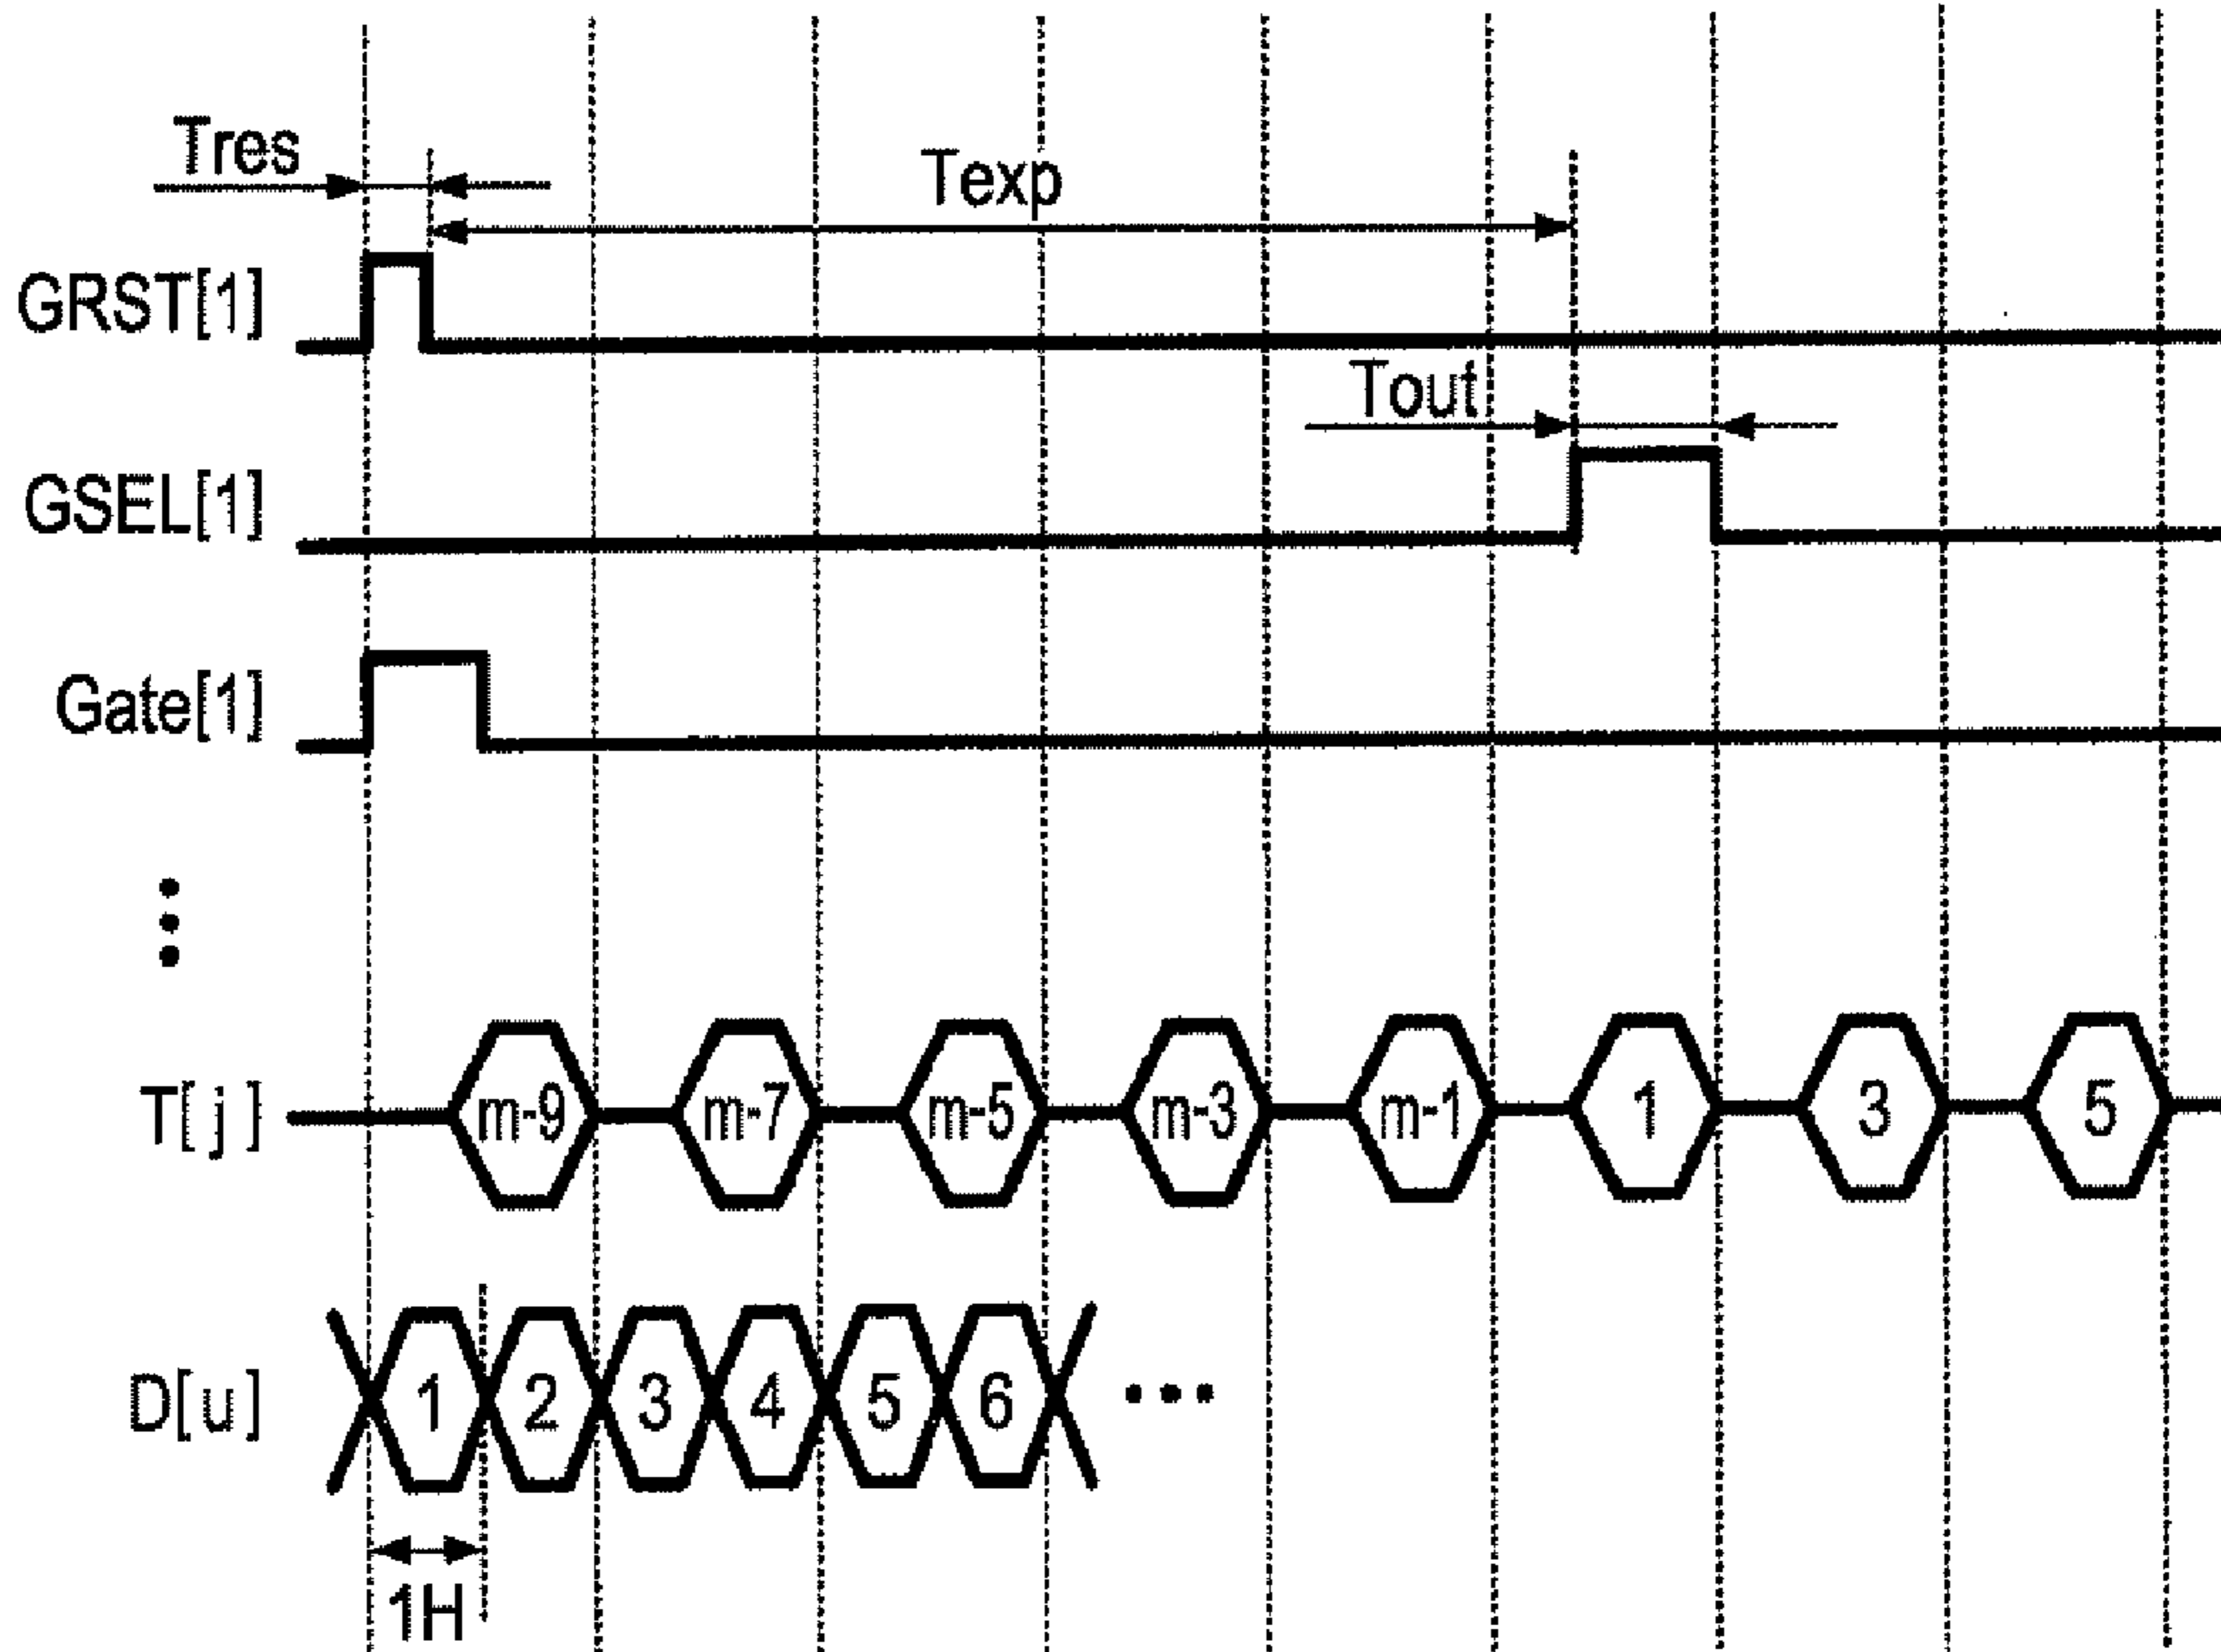 Tres
Texp
GRST[1]
Tout
GSEL[1]
Gate[1]
T[ j ] m-9 m-7 m-5 m-3 m-1 1 3 5
D[u] 1 2 3 4 5 6
1H